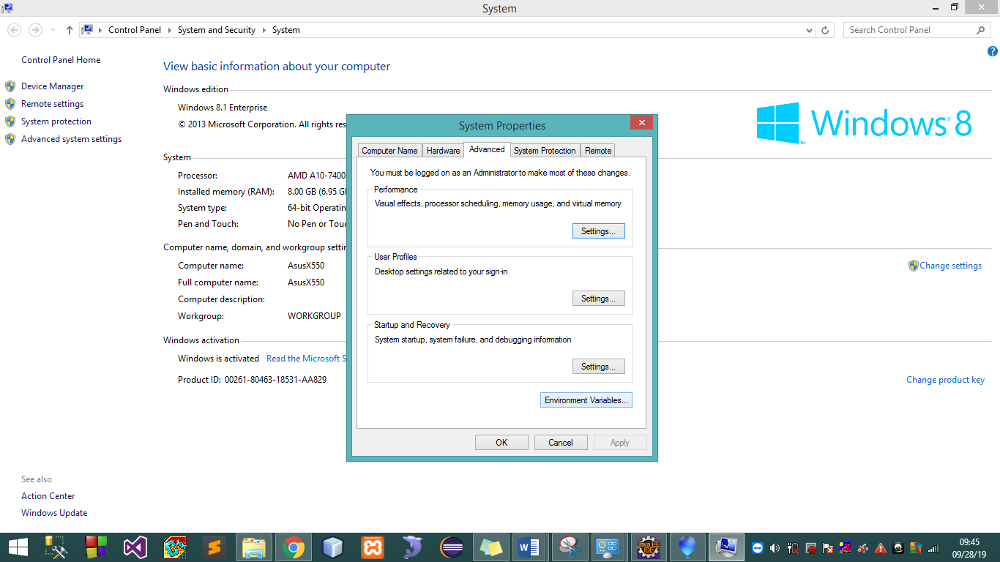 System
Control Panel
System and Security
System
Search Control Panel
Control Panel Home
Device Manager
Remote settings
System protection
Advanced system settings
View basic information about your computer
Windows edition
Windows 8.1 Enterprise
© 2013 Microsoft Corporation. All rights res
Windows 8
System
Processor: AMD A10-7400
Installed memory (RAM): 8.00 GB (6.95 G
System type: 64-bit Operatin
Pen and Touch: No Pen or Touc
Computer name, domain, and workgroup settin
Computer name: AsusX550
Full computer name: AsusX550
Computer description:
Workgroup: WORKGROUP
Change settings
Windows activation
Windows is activated Read the Microsoft S
Product ID: 00261-80463-18531-AA829
Change product key
See also
Action Center
Windows Update
System Properties
Computer Name
Hardware
Advanced
System Protection
Remote
You must be logged on as an Administrator to make most of these changes.
Performance
Visual effects, processor scheduling, memory usage, and virtual memory
Settings...
User Profiles
Desktop settings related to your sign-in
Settings...
Startup and Recovery
System startup, system failure, and debugging information
Settings...
Environment Variables...
OK
Cancel
Apply
Java EE
IDE
09:45
09/28/19